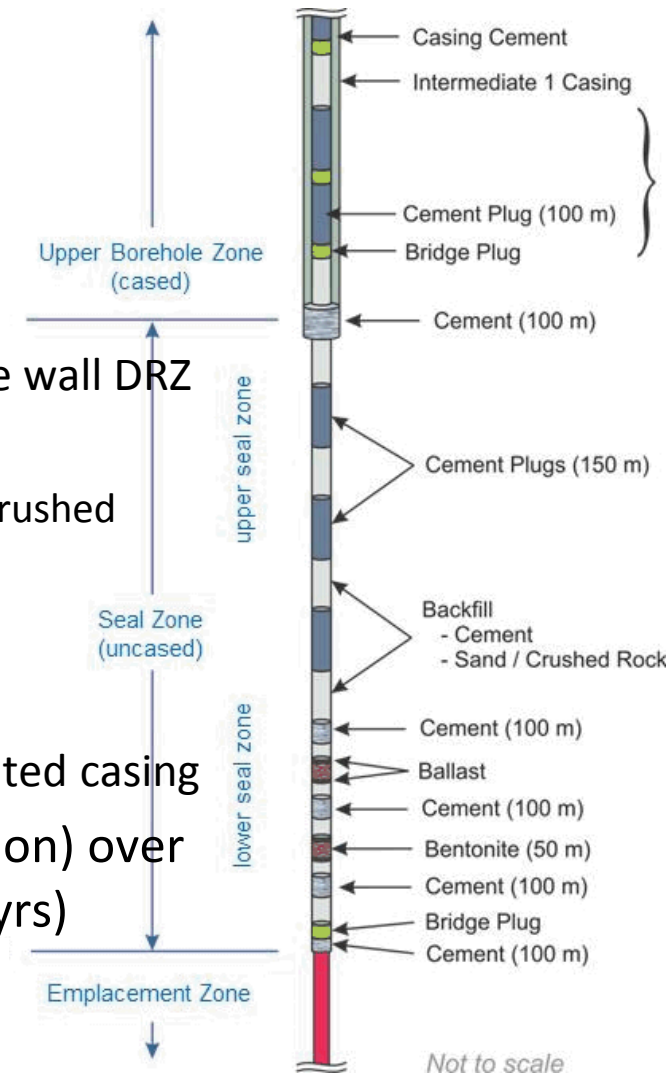 Casing Cement
Intermediate 1 Casing
Cement Plug (100 m)
Bridge Plug
Upper Borehole Zone
(cased)
Cement (100 m)
e wall DRZ
upper seal zone
Cement Plugs (150 m)
rushed
Seal Zone
(uncased)
Backfill
- Cement
- Sand / Crushed Rock
lower seal zone
Cement (100 m)
ted casing
Ballast
Cement (100 m)
on) over
Bentonite (50 m)
Cement (100 m)
yrs)
Bridge Plug
Cement (100 m)
Emplacement Zone
Not to scale